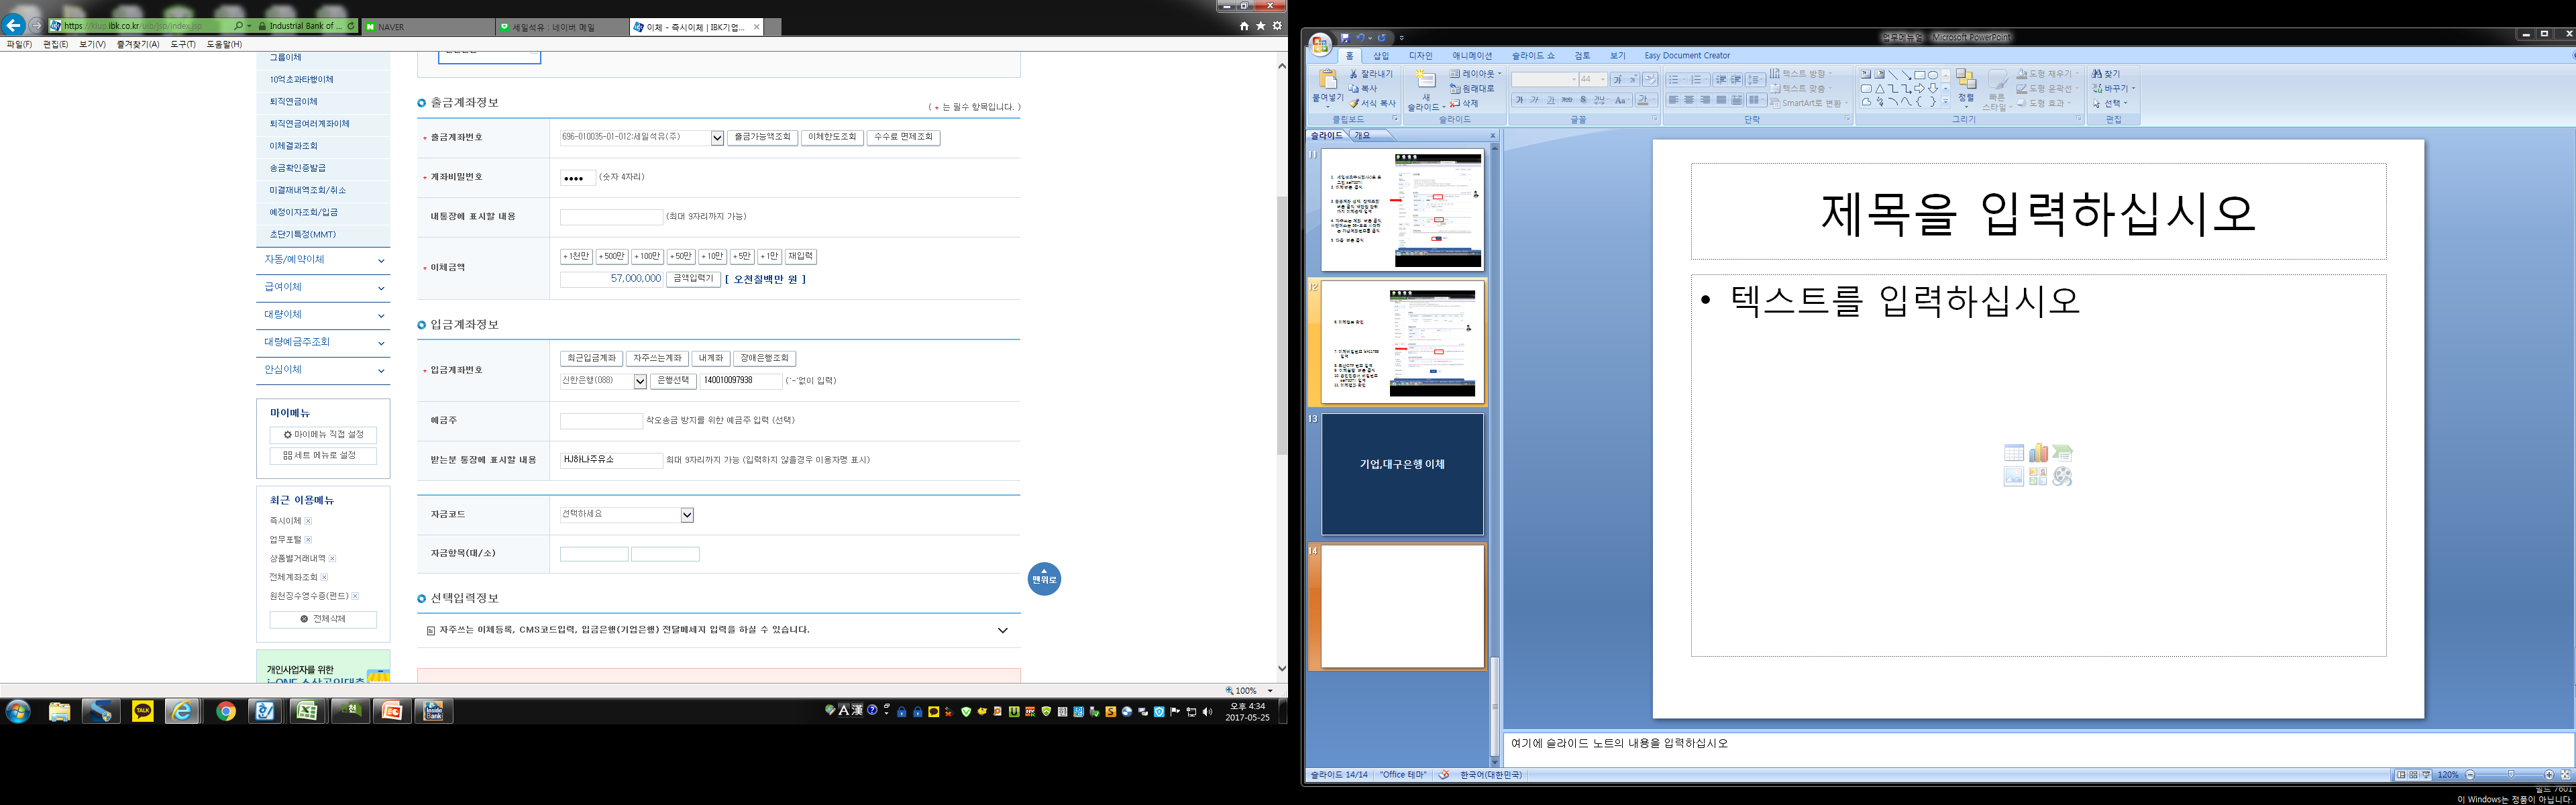 https://kiup.ibk.co.kr/uib/jsp/index.jsp
Industrial Bank of ...
NAVER
세일석유 : 네이버 메일
이체 - 즉시이체 | IBK기업...
파일(F) 편집(E) 보기(V) 즐겨찾기(A) 도구(T) 도움말(H)
그룹이체
10억초과타행이체
퇴직연금이체
퇴직연금여러계좌이체
이체결과조회
송금확인증발급
미결재내역조회/취소
예정이자조회/입금
초단기특정(MMT)
자동/예약이체
급여이체
대량이체
대량예금주조회
안심이체
마이메뉴
마이메뉴 직접 설정
세트 메뉴로 설정
최근 이용메뉴
즉시이체
업무포털
상품별거래내역
전체계좌조회
원천징수영수증(펀드)
전체삭제
개인사업자를 위한
i-ONE 소상공인대출
출금계좌정보
( * 는 필수 항목입니다. )
* 출금계좌번호 696-010035-01-012:세일석유(주) 출금가능액조회 이체한도조회 수수료 면제조회
* 계좌비밀번호 •••• (숫자 4자리)
내통장에 표시할 내용 (최대 9자리까지 가능)
* 이체금액
+1천만 +500만 +100만 +50만 +10만 +5만 +1만 재입력
57,000,000 금액입력기 [ 오천칠백만 원 ]
입금계좌정보
* 입금계좌번호
최근입금계좌 자주쓰는계좌 내계좌 장애은행조회
신한은행(088) 은행선택 140010097938 ('-'없이 입력)
예금주 착오송금 방지를 위한 예금주 입력 (선택)
받는분 통장에 표시할 내용 HJ하나주유소 최대 9자리까지 가능 (입력하지 않을경우 이용자명 표시)
자금코드 선택하세요
자금항목(대/소)
맨위로
선택입력정보
자주쓰는 이체등록, CMS코드입력, 입금은행(기업은행) 전달메세지 입력을 하실 수 있습니다.
100%
TALK
오후 4:34
2017-05-25
Microsoft PowerPoint
홈 삽입 디자인 애니메이션 슬라이드 쇼 검토 보기 Easy Document Creator
붙여넣기
잘라내기
복사
서식 복사
클립보드
새 슬라이드
레이아웃
원래대로
삭제
슬라이드
44
글꼴
텍스트 방향
텍스트 맞춤
SmartArt로 변환
단락
정렬
빠른 스타일
도형 채우기
도형 윤곽선
도형 효과
그리기
찾기
바꾸기
선택
편집
슬라이드 개요
11
12
13
기업,대구은행 이체
14
제목을 입력하십시오
• 텍스트를 입력하십시오
여기에 슬라이드 노트의 내용을 입력하십시오
슬라이드 14/14 "Office 테마" 한국어(대한민국)
120%
빌드 7601
이 Windows는 정품이 아닙니다.